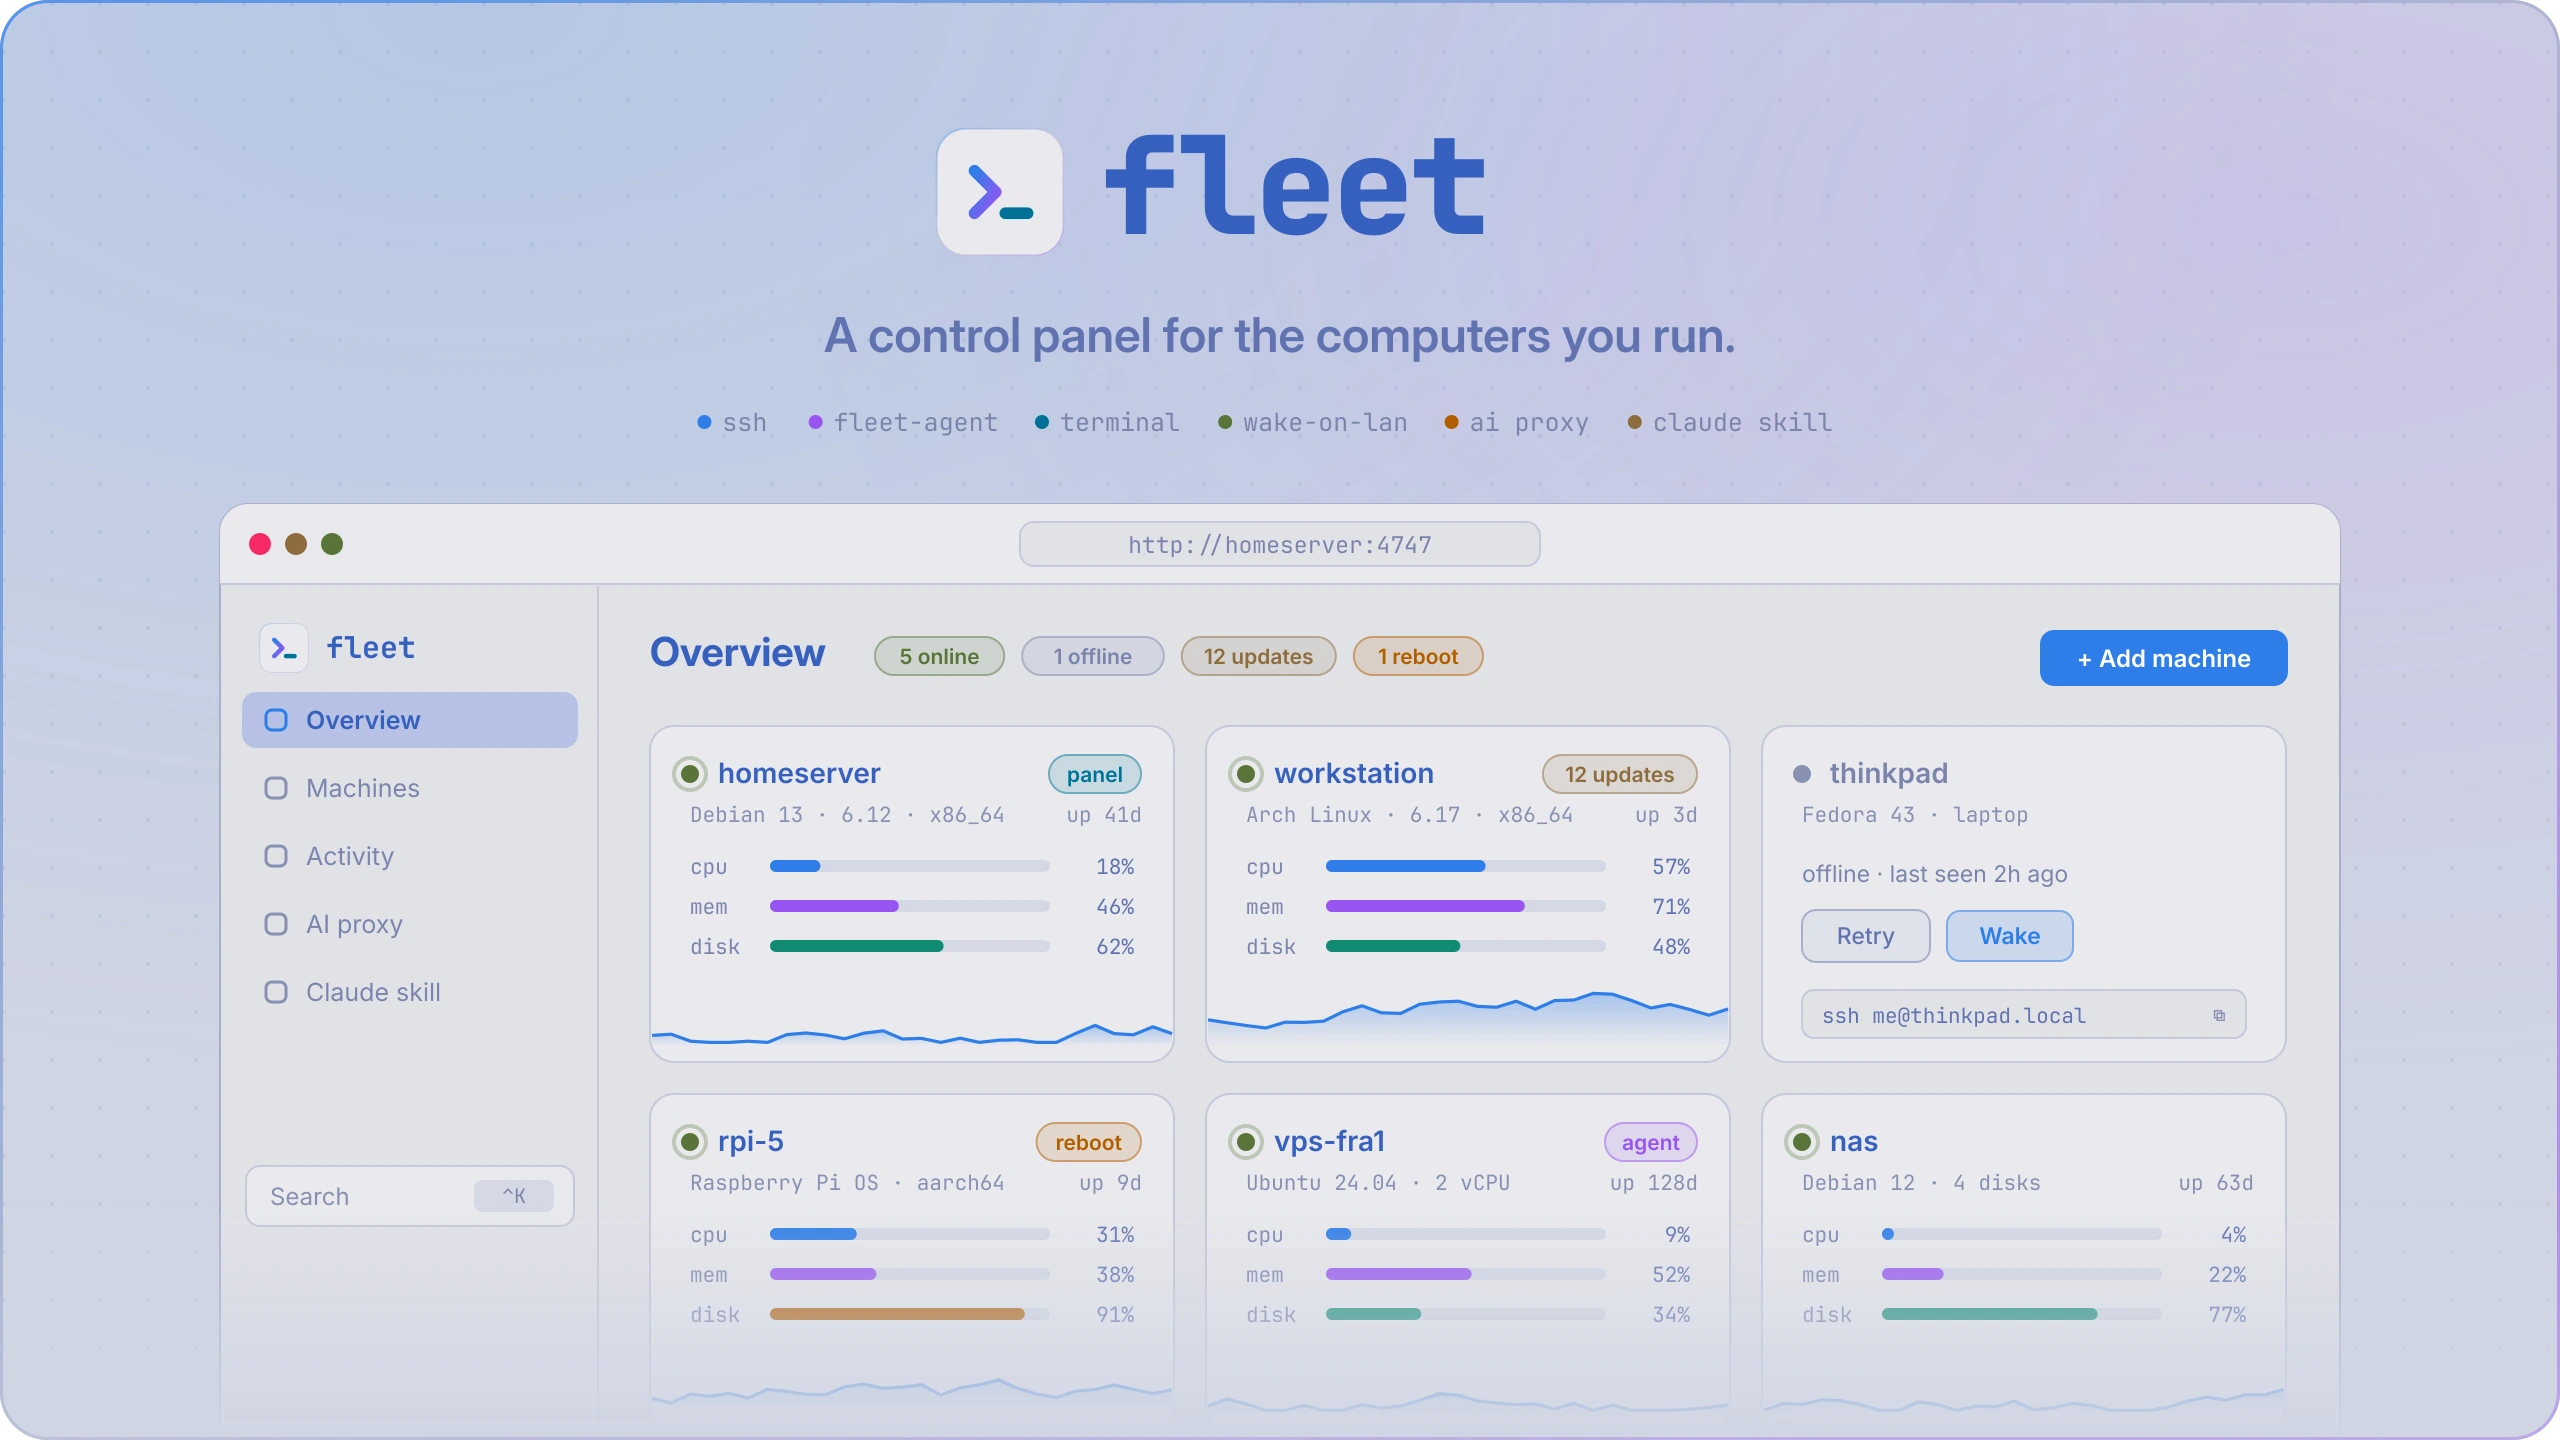 fleet
A control panel for the computers you run.
ssh fleet-agent terminal wake-on-lan ai proxy claude skill
http://homeserver:4747
fleet
Overview
Machines
Activity
AI proxy
Claude skill
Search ^K
Overview 5 online 1 offline 12 updates 1 reboot + Add machine
homeserver panel
Debian 13 · 6.12 · x86_64 up 41d
cpu 18%
mem 46%
disk 62%
workstation 12 updates
Arch Linux · 6.17 · x86_64 up 3d
cpu 57%
mem 71%
disk 48%
thinkpad
Fedora 43 · laptop
offline · last seen 2h ago
Retry Wake
ssh me@thinkpad.local
rpi-5 reboot
Raspberry Pi OS · aarch64 up 9d
cpu 31%
mem 38%
disk 91%
vps-fra1 agent
Ubuntu 24.04 · 2 vCPU up 128d
cpu 9%
mem 52%
disk 34%
nas
Debian 12 · 4 disks up 63d
cpu 4%
mem 22%
disk 77%